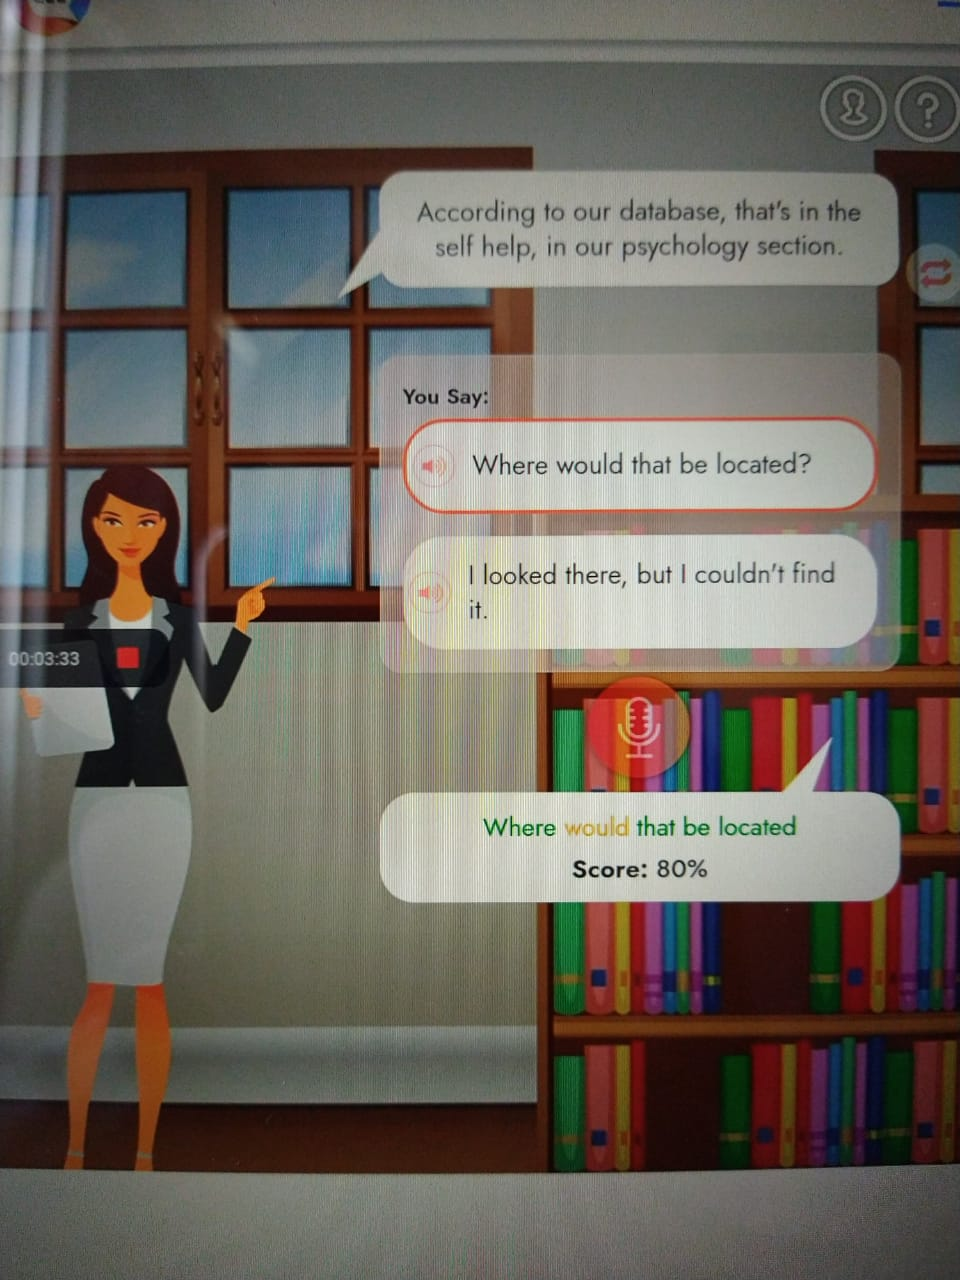 According to our database, that's in the
self help, in our psychology section.
You Say:
Where would that be located?
I looked there, but I couldn't find
it.
00:03:33
Where would that be located
Score: 80%